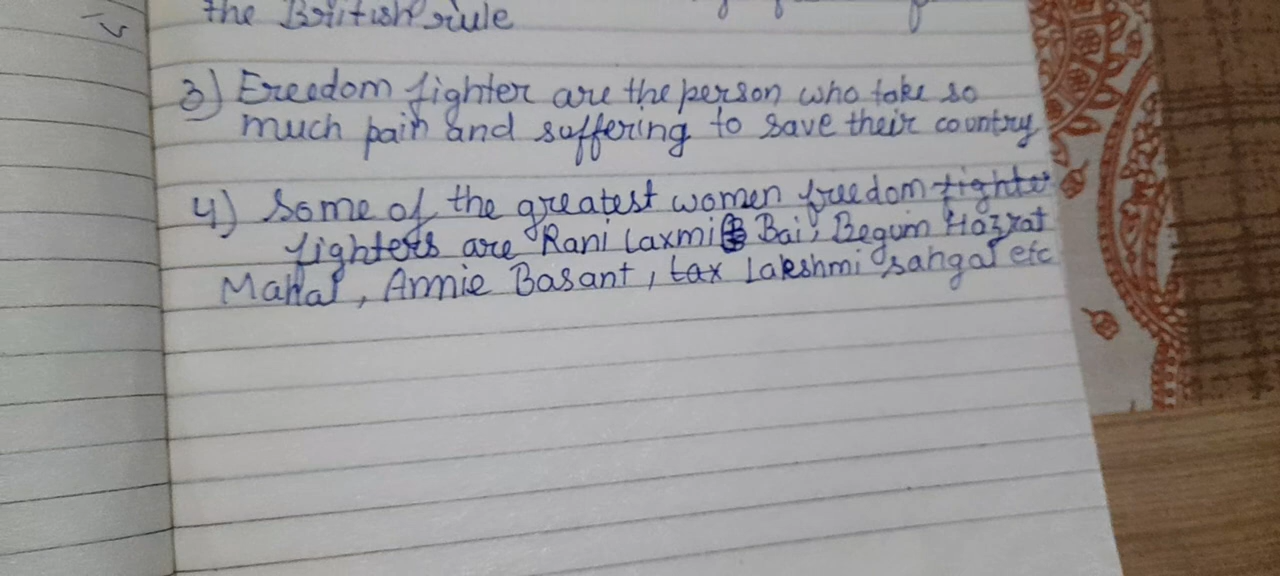 the British rule
3) Freedom fighter are the person who take so
much pain and suffering to save their country
4) Some of the greatest women freedom fighte
fighters are Rani Laxmi Bai, Begum Hazrat
Mahal, Annie Basant, tax Lakshmi sahgal etc